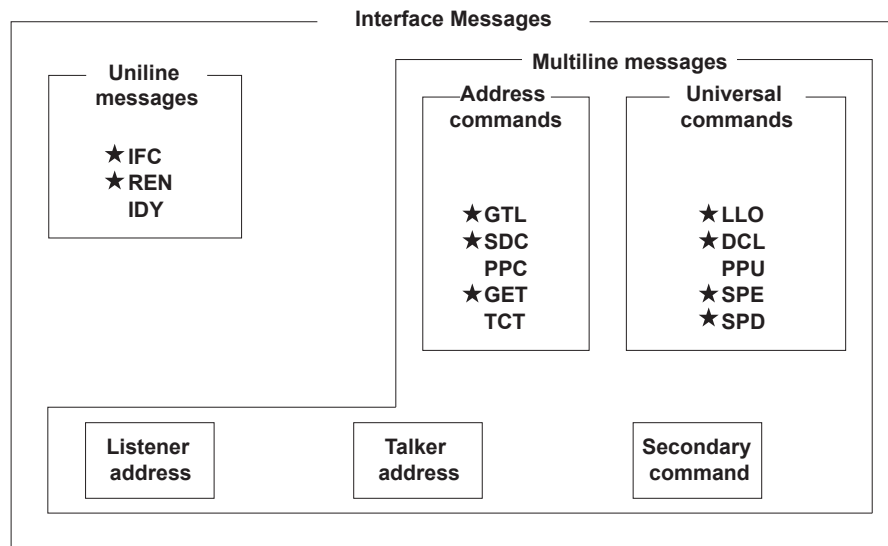 Interface Messages
Uniline
messages
★IFC
★REN
IDY
Multiline messages
Address
commands
★GTL
★SDC
PPC
★GET
TCT
Universal
commands
★LLO
★DCL
PPU
★SPE
★SPD
Listener
address
Talker
address
Secondary
command